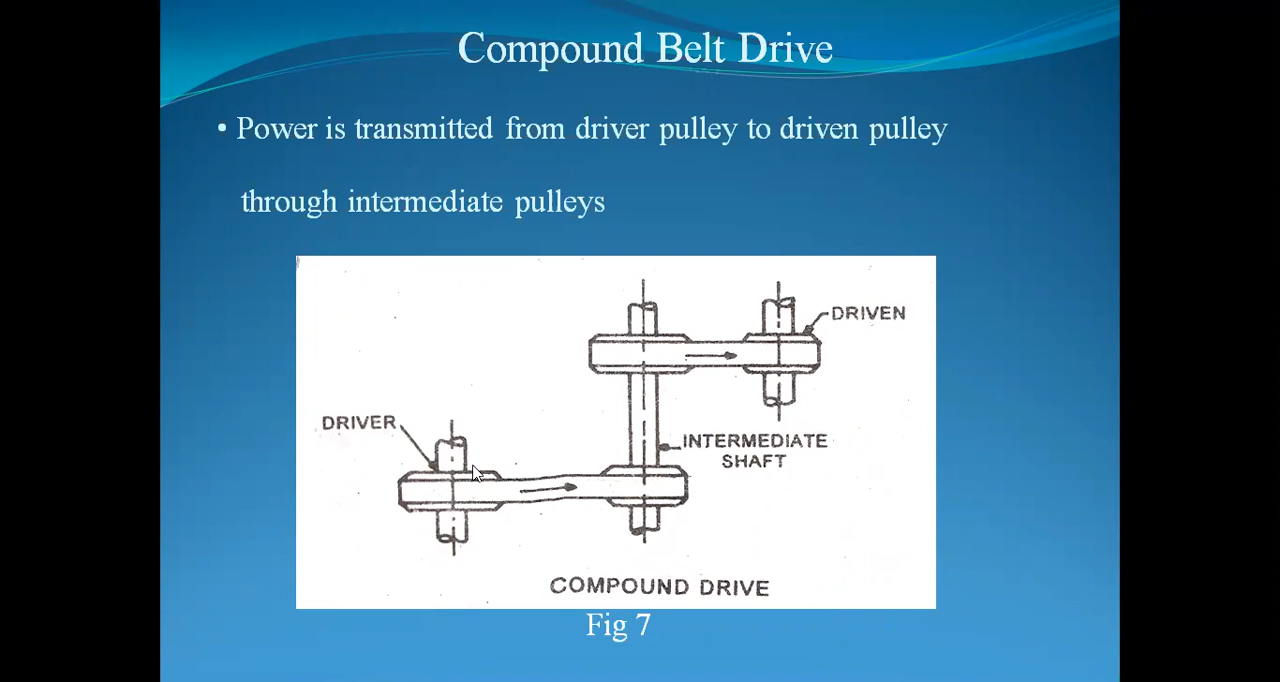 Compound Belt Drive
• Power is transmitted from driver pulley to driven pulley
through intermediate pulleys
DRIVEN
DRIVER
INTERMEDIATE
SHAFT
COMPOUND DRIVE
Fig 7